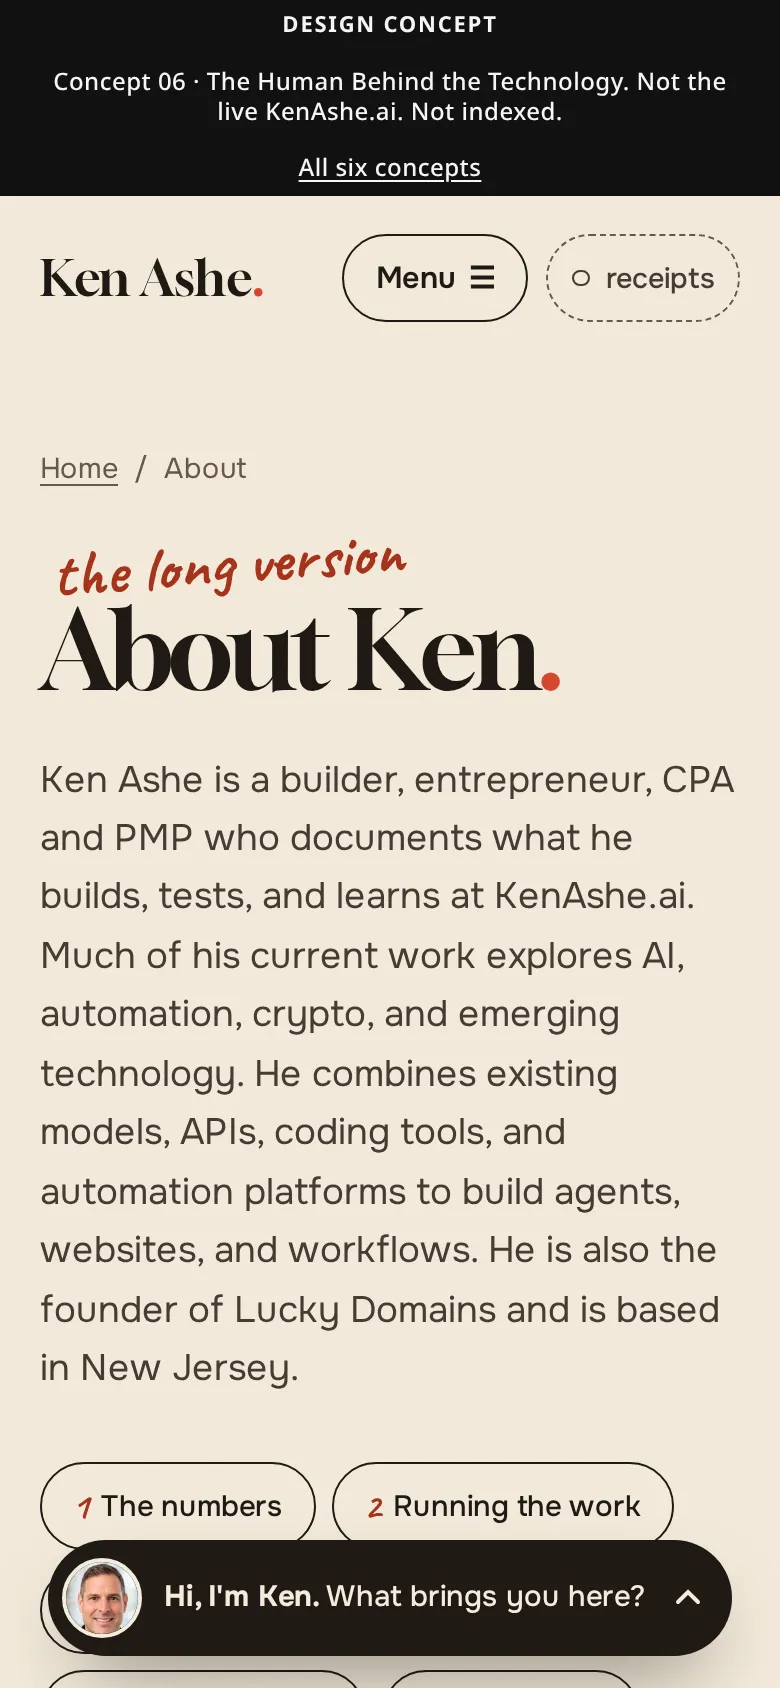 DESIGN CONCEPT
Concept 06 · The Human Behind the Technology. Not the
live KenAshe.ai. Not indexed.
All six concepts
Ken Ashe.
Menu
receipts
Home / About
the long version
About Ken.
Ken Ashe is a builder, entrepreneur, CPA
and PMP who documents what he
builds, tests, and learns at KenAshe.ai.
Much of his current work explores AI,
automation, crypto, and emerging
technology. He combines existing
models, APIs, coding tools, and
automation platforms to build agents,
websites, and workflows. He is also the
founder of Lucky Domains and is based
in New Jersey.
1 The numbers
2 Running the work
Hi, I'm Ken. What brings you here?